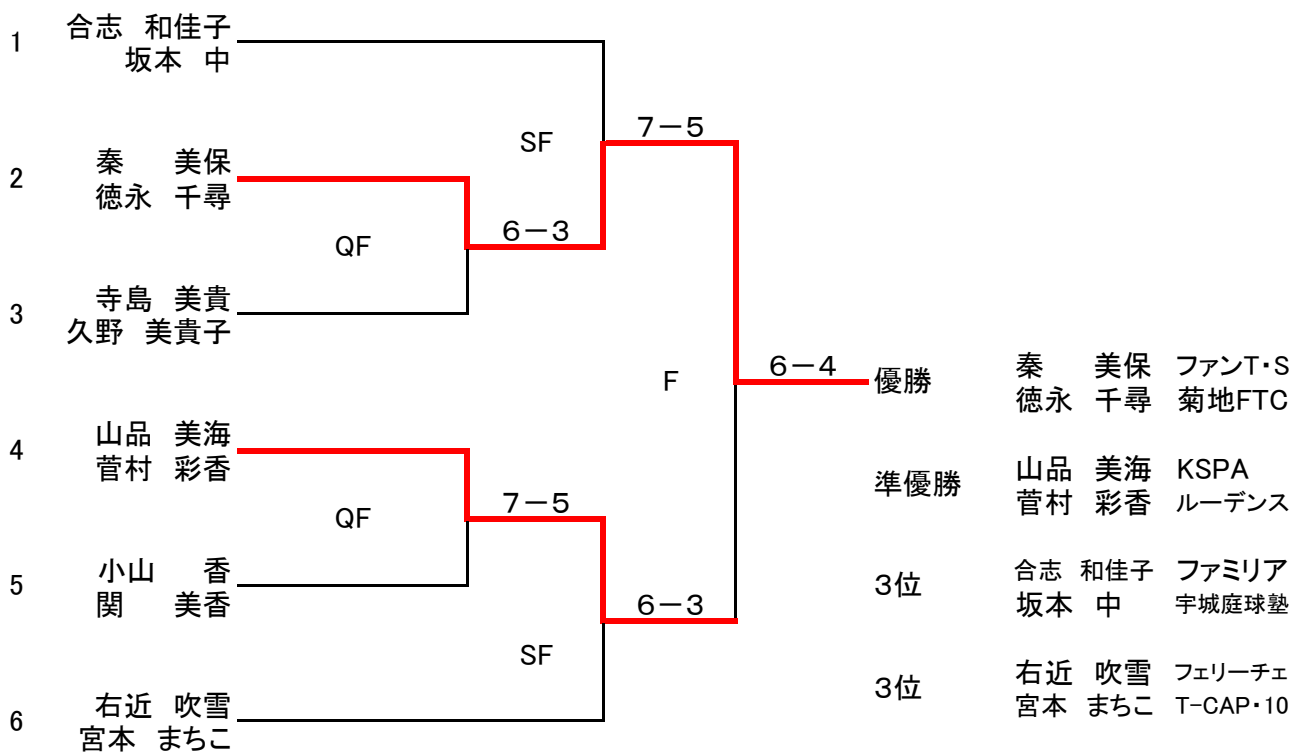 1
合志 和佳子
坂本 中
SF
7－5
2
秦 美保
徳永 千尋
QF
6－3
3
寺島 美貴
久野 美貴子
F
6－4
優勝
秦 美保 ファンT・S
徳永 千尋 菊地FTC
4
山品 美海
菅村 彩香
準優勝
山品 美海 KSPA
菅村 彩香 ルーデンス
QF
7－5
5
小山 香
関 美香
6－3
SF
3位
合志 和佳子 ファミリア
坂本 中 宇城庭球塾
6
右近 吹雪
宮本 まちこ
3位
右近 吹雪 フェリーチェ
宮本 まちこ T-CAP・10